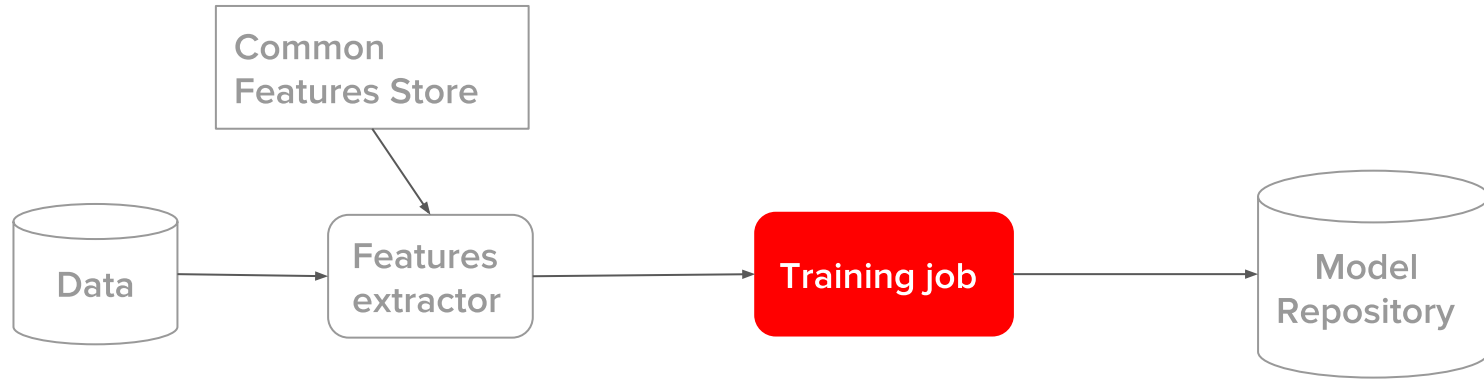 Common
Features Store
Data
Features
extractor
Training job
Model
Repository